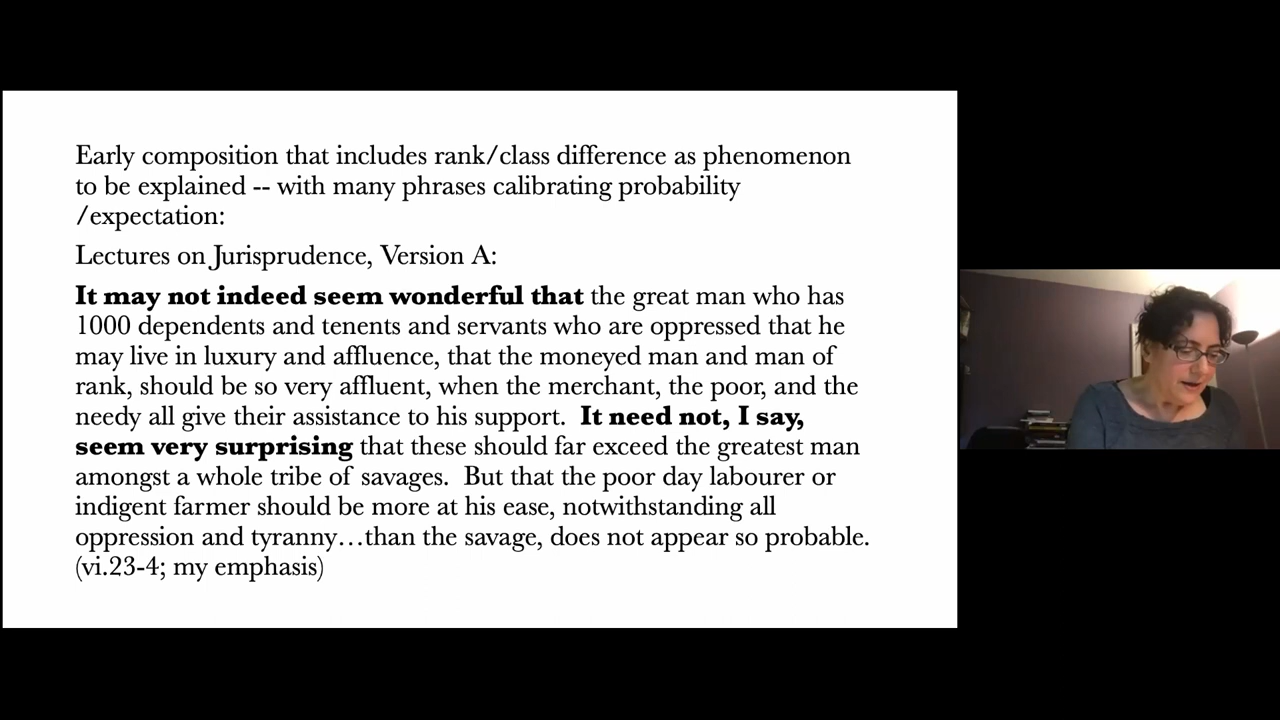 Early composition that includes rank/class difference as phenomenon
to be explained -- with many phrases calibrating probability
/expectation:
Lectures on Jurisprudence, Version A:
It may not indeed seem wonderful that the great man who has
1000 dependents and tenents and servants who are oppressed that he
may live in luxury and affluence, that the moneyed man and man of
rank, should be so very affluent, when the merchant, the poor, and the
needy all give their assistance to his support.  It need not, I say,
seem very surprising that these should far exceed the greatest man
amongst a whole tribe of savages.  But that the poor day labourer or
indigent farmer should be more at his ease, notwithstanding all
oppression and tyranny…than the savage, does not appear so probable.
(vi.23-4; my emphasis)